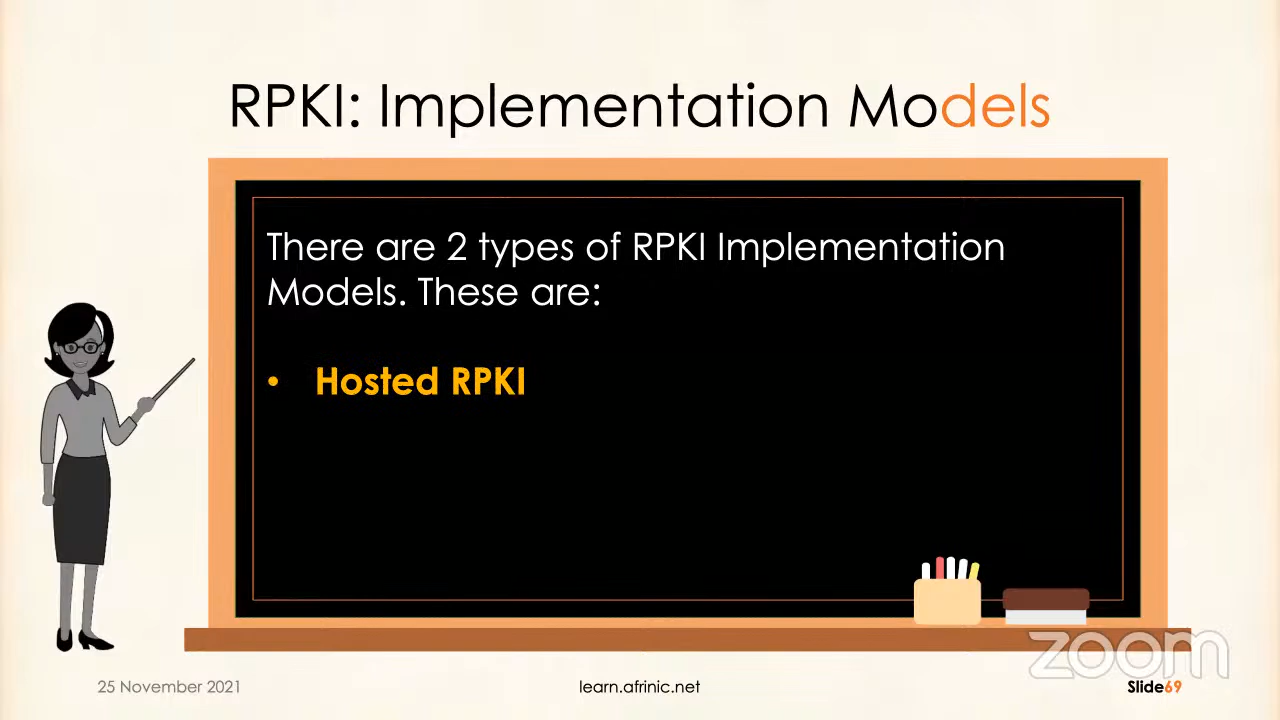 RPKI: Implementation Models
There are 2 types of RPKI Implementation
Models. These are:
• Hosted RPKI
zoom
25 November 2021
learn.afrinic.net
Slide69